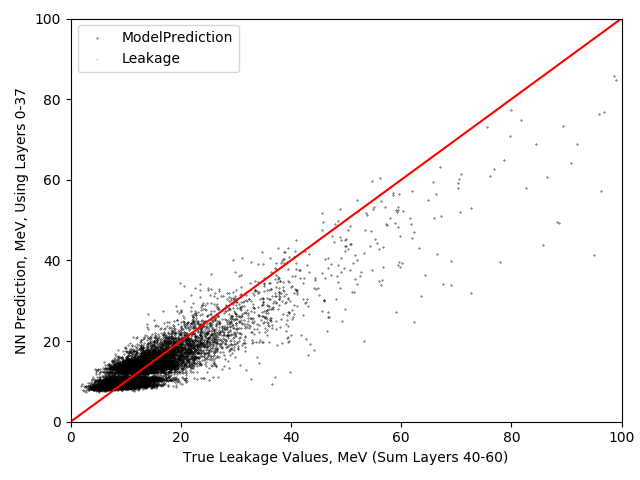 100
80
60
40
20
0
NN Prediction, MeV, Using Layers 0-37
ModelPrediction
Leakage
0 20 40 60 80 100
True Leakage Values, MeV (Sum Layers 40-60)